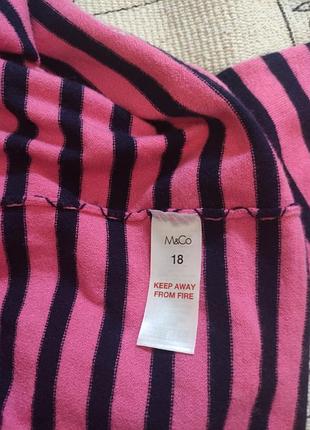 M&Co
18
KEEP AWAY
FROM FIRE